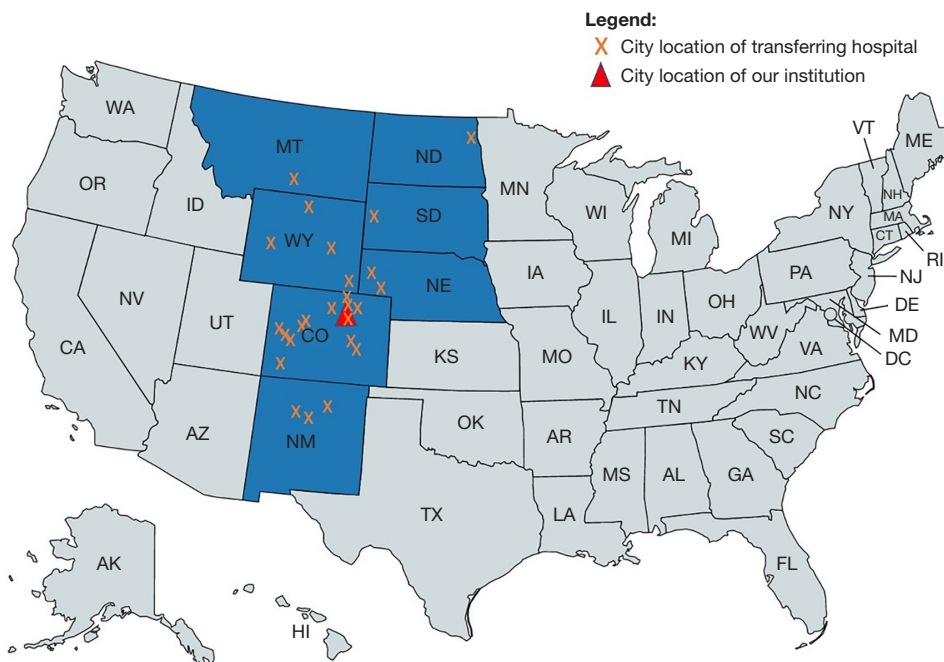 Legend:
X City location of transferring hospital
City location of our institution
WA
MT
ND
MN
VT
ME
OR
ID
SD
WI
MI
NY
NH
MA
CT
RI
WY
IA
PA
NJ
NE
NV
UT
CO
IL
IN
OH
DE
MD
DC
CA
KS
MO
WV
VA
KY
AZ
NM
OK
AR
TN
NC
SC
MS
AL
GA
TX
LA
FL
AK
HI